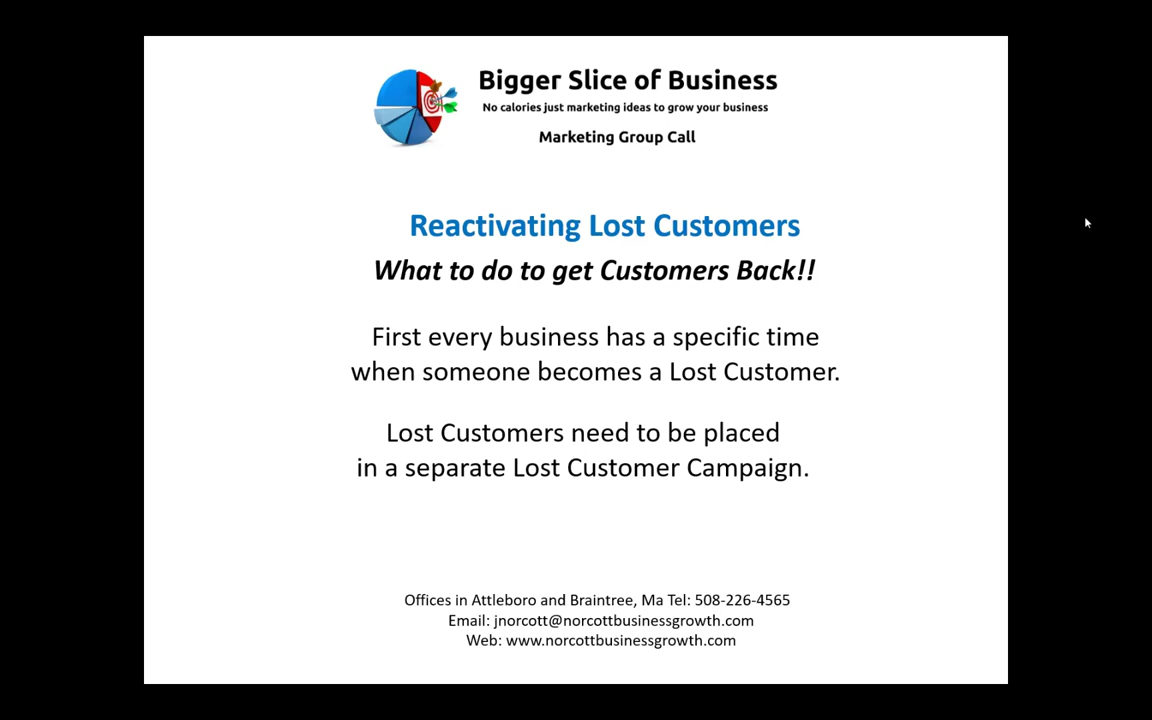 Bigger Slice of Business
No calories just marketing ideas to grow your business
Marketing Group Call
Reactivating Lost Customers
What to do to get Customers Back!!
First every business has a specific time
when someone becomes a Lost Customer.
Lost Customers need to be placed
in a separate Lost Customer Campaign.
Offices in Attleboro and Braintree, Ma Tel: 508-226-4565
Email: jnorcott@norcottbusinessgrowth.com
Web: www.norcottbusinessgrowth.com